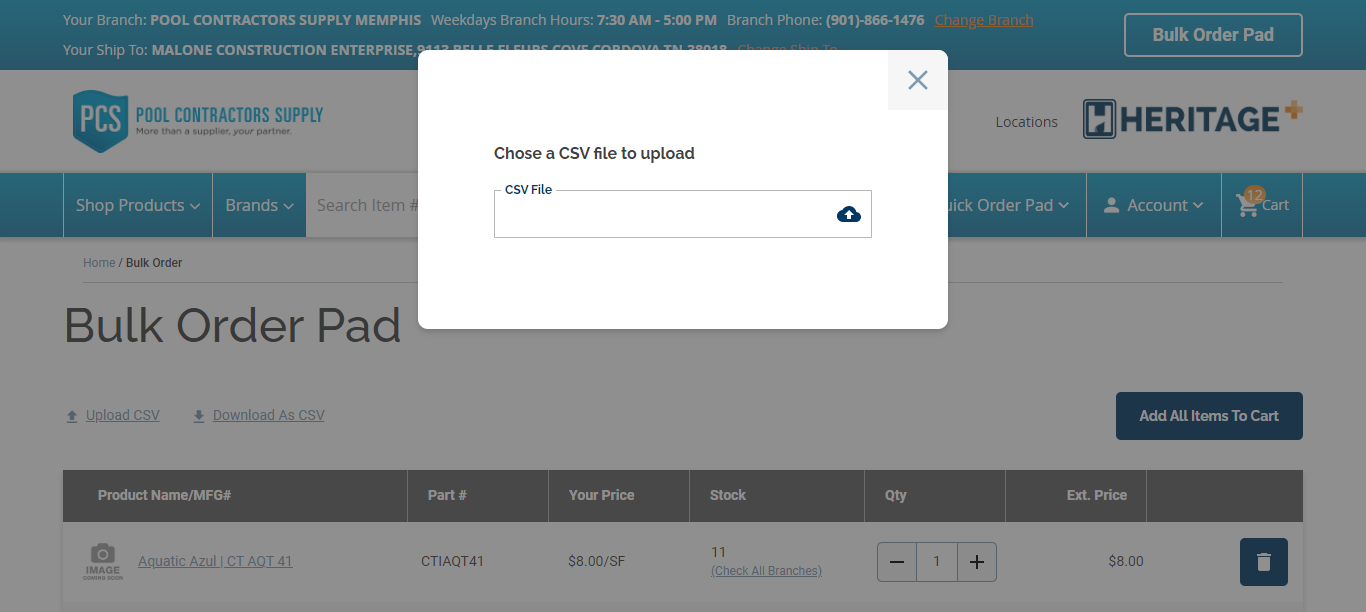 Your Branch: POOL CONTRACTORS SUPPLY MEMPHIS Weekdays Branch Hours: 7:30 AM - 5:00 PM Branch Phone: (901)-866-1476 Change Branch
Your Ship To: MALONE CONSTRUCTION ENTERPRISE,9113 BELLE FLEURS COVE CORDOVA TN 38018 Change Ship To
Bulk Order Pad
PCS POOL CONTRACTORS SUPPLY
More than a supplier, your partner.
Locations
HERITAGE+
Shop Products
Brands
Search Item #
uick Order Pad
Account
12
Cart
Chose a CSV file to upload
CSV File
Home / Bulk Order
Bulk Order Pad
Upload CSV Download As CSV
Add All Items To Cart
Product Name/MFG# Part # Your Price Stock Qty Ext. Price
IMAGE
COMING SOON
Aquatic Azul | CT AQT 41 CTIAQT41 $8.00/SF 11 1 $8.00
(Check All Branches)